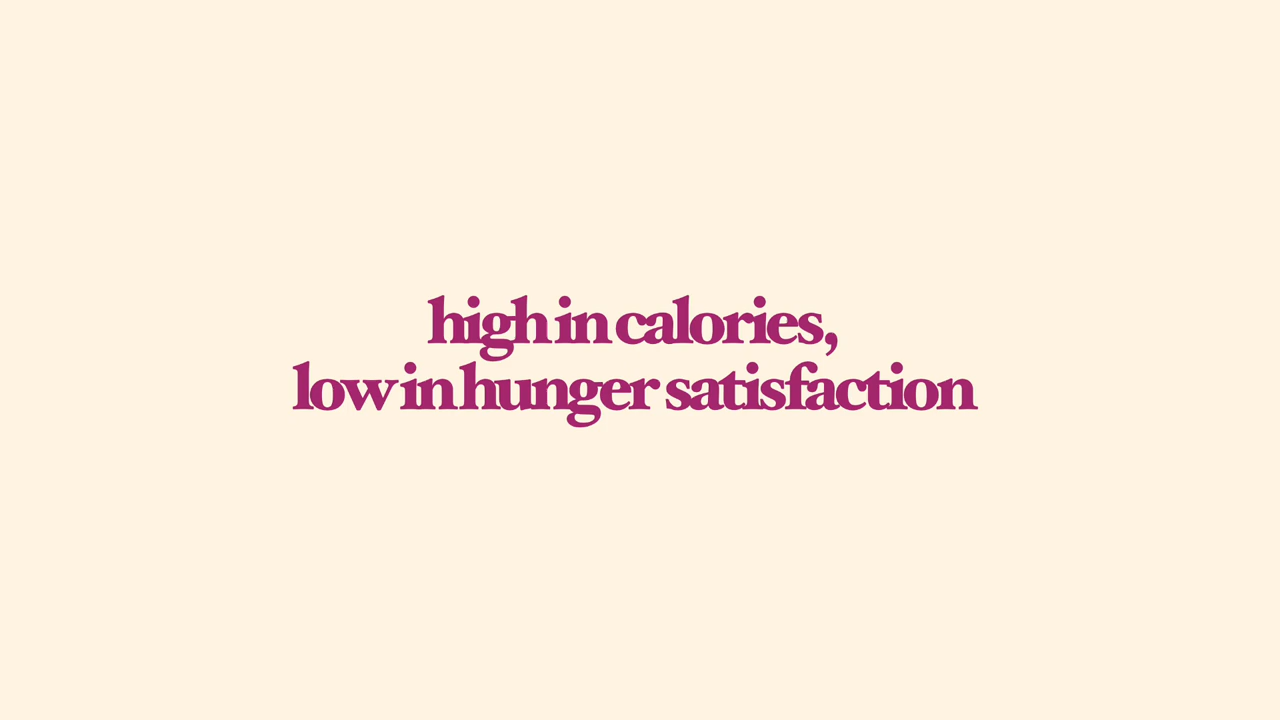 high in calories,
low in hunger satisfaction